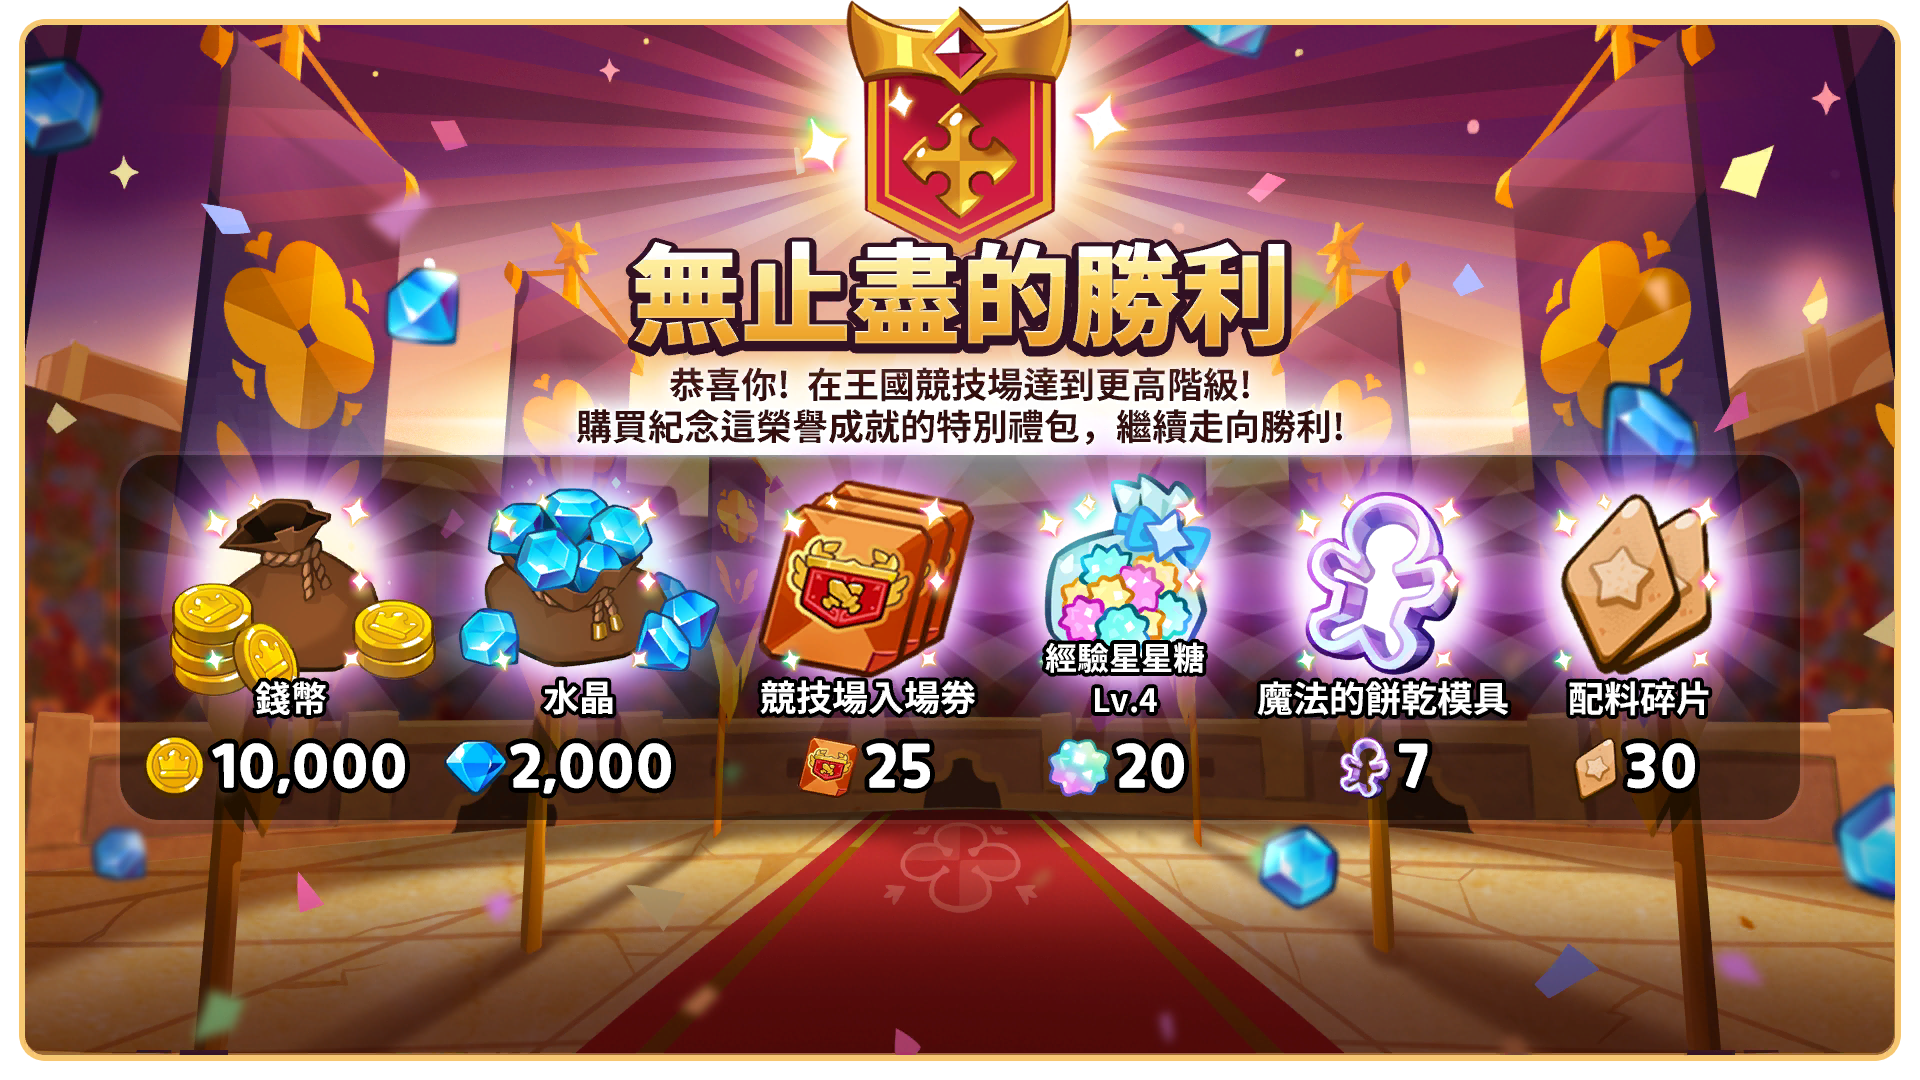 無止盡的勝利
恭喜你! 在王國競技場達到更高階級!
購買紀念這榮譽成就的特別禮包，繼續走向勝利!
錢幣
水晶
競技場入場券
經驗星星糖
Lv.4
魔法的餅乾模具
配料碎片
10,000
2,000
25
20
7
30